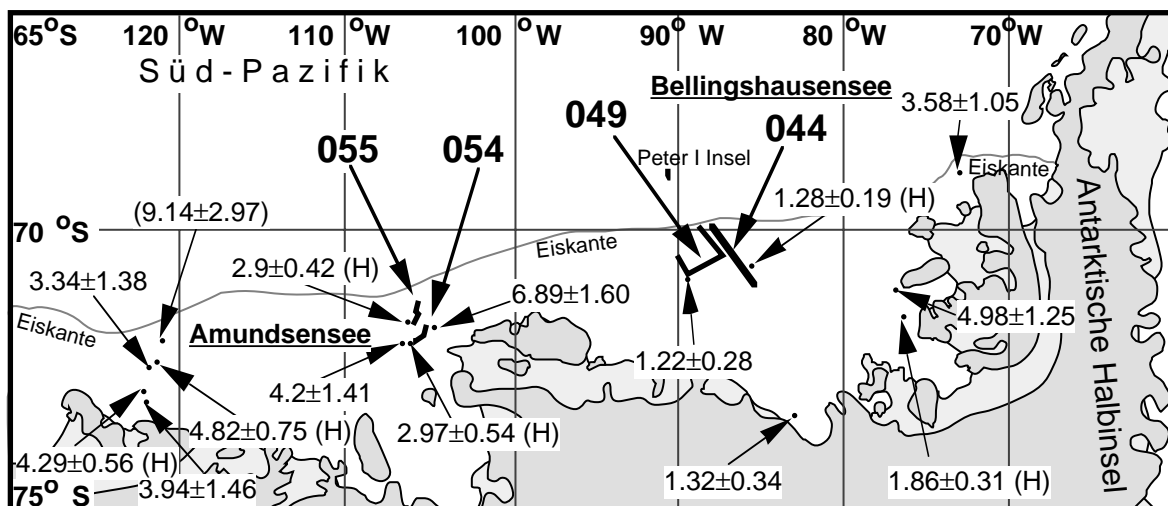 65°S 120 °W 110 °W 100 °W 90° W 80 °W 70°W
Süd-Pazifik
Bellingshausensee
3.58±1.05
049 044
055 054
Peter I Insel
Eiskante
1.28±0.19 (H)
(9.14±2.97)
70 °S
Eiskante
3.34±1.38
2.9±0.42 (H)
6.89±1.60
Eiskante
Amundsensee
4.98±1.25
1.22±0.28
4.2±1.41
4.82±0.75 (H)
2.97±0.54 (H)
4.29±0.56 (H)
3.94±1.46
1.32±0.34
1.86±0.31 (H)
75° S
Antarktische Halbinsel